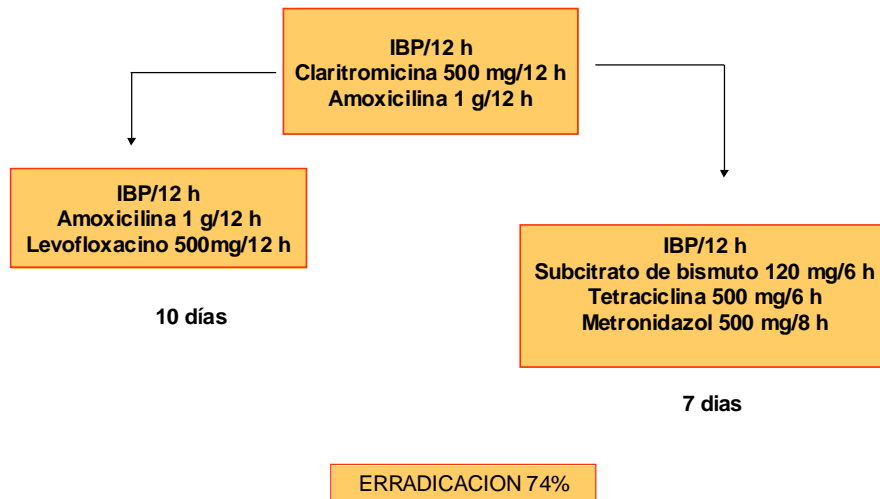 IBP/12 h
Claritromicina 500 mg/12 h
Amoxicilina 1 g/12 h
IBP/12 h
Amoxicilina 1 g/12 h
Levofloxacino 500mg/12 h
10 días
IBP/12 h
Subcitrato de bismuto 120 mg/6 h
Tetraciclina 500 mg/6 h
Metronidazol 500 mg/8 h
7 dias
ERRADICACION 74%